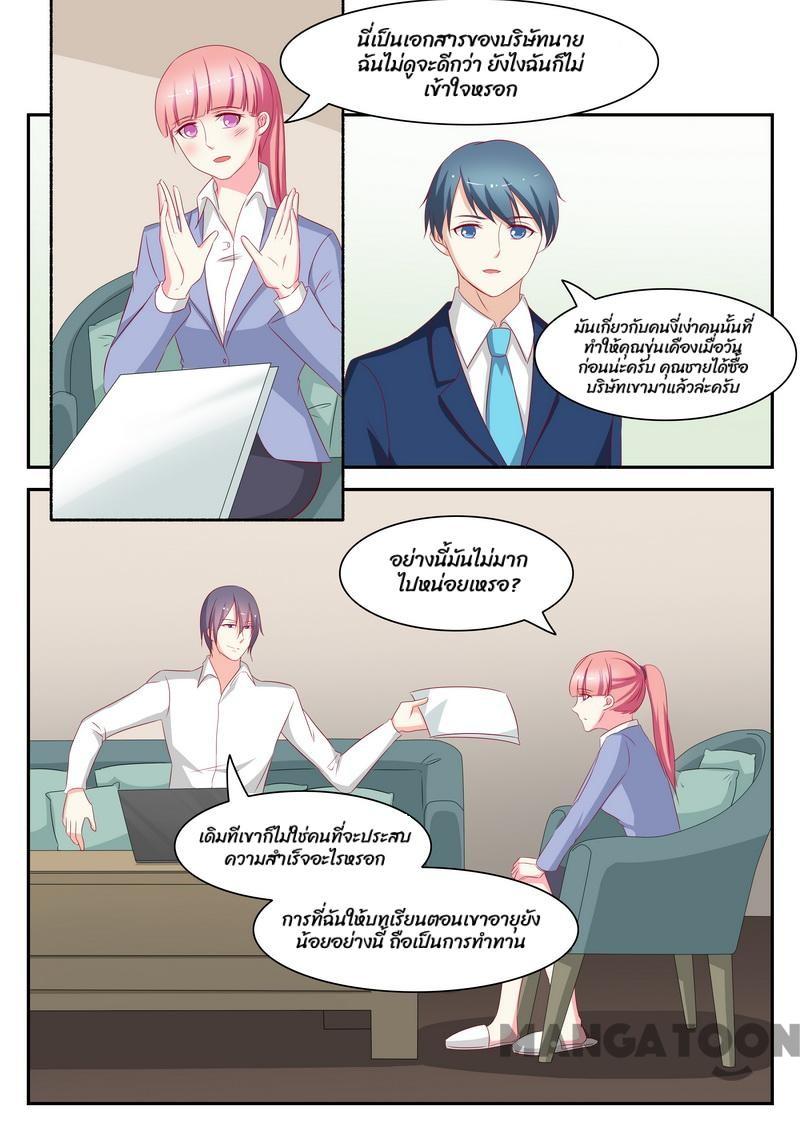 นี่เป็นเอกสารของบริษัทนาย
ฉันไม่ดูจะดีกว่า ยังไงฉันก็ไม่
เข้าใจหรอก
มันเกี่ยวกับคนงี่เง่าคนนั้นที่
ทำให้คุณขุ่นเคืองเมื่อวัน
ก่อนน่ะครับ คุณชายได้ซื้อ
บริษัทเขามาแล้วล่ะครับ
อย่างนี้มันไม่มาก
ไปหน่อยเหรอ?
เดิมทีเขาก็ไม่ใช่คนที่จะประสบ
ความสำเร็จอะไรหรอก
การที่ฉันให้บทเรียนตอนเขาอายุยัง
น้อยอย่างนี้ ถือเป็นการทำทาน
MANGATOON